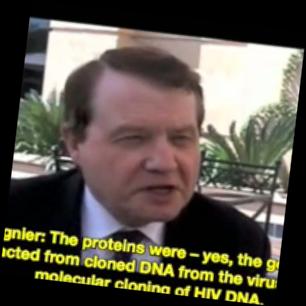 gnier: The proteins were – yes, the g
cted from cloned DNA from the viru
molecular cloning of HIV DNA.